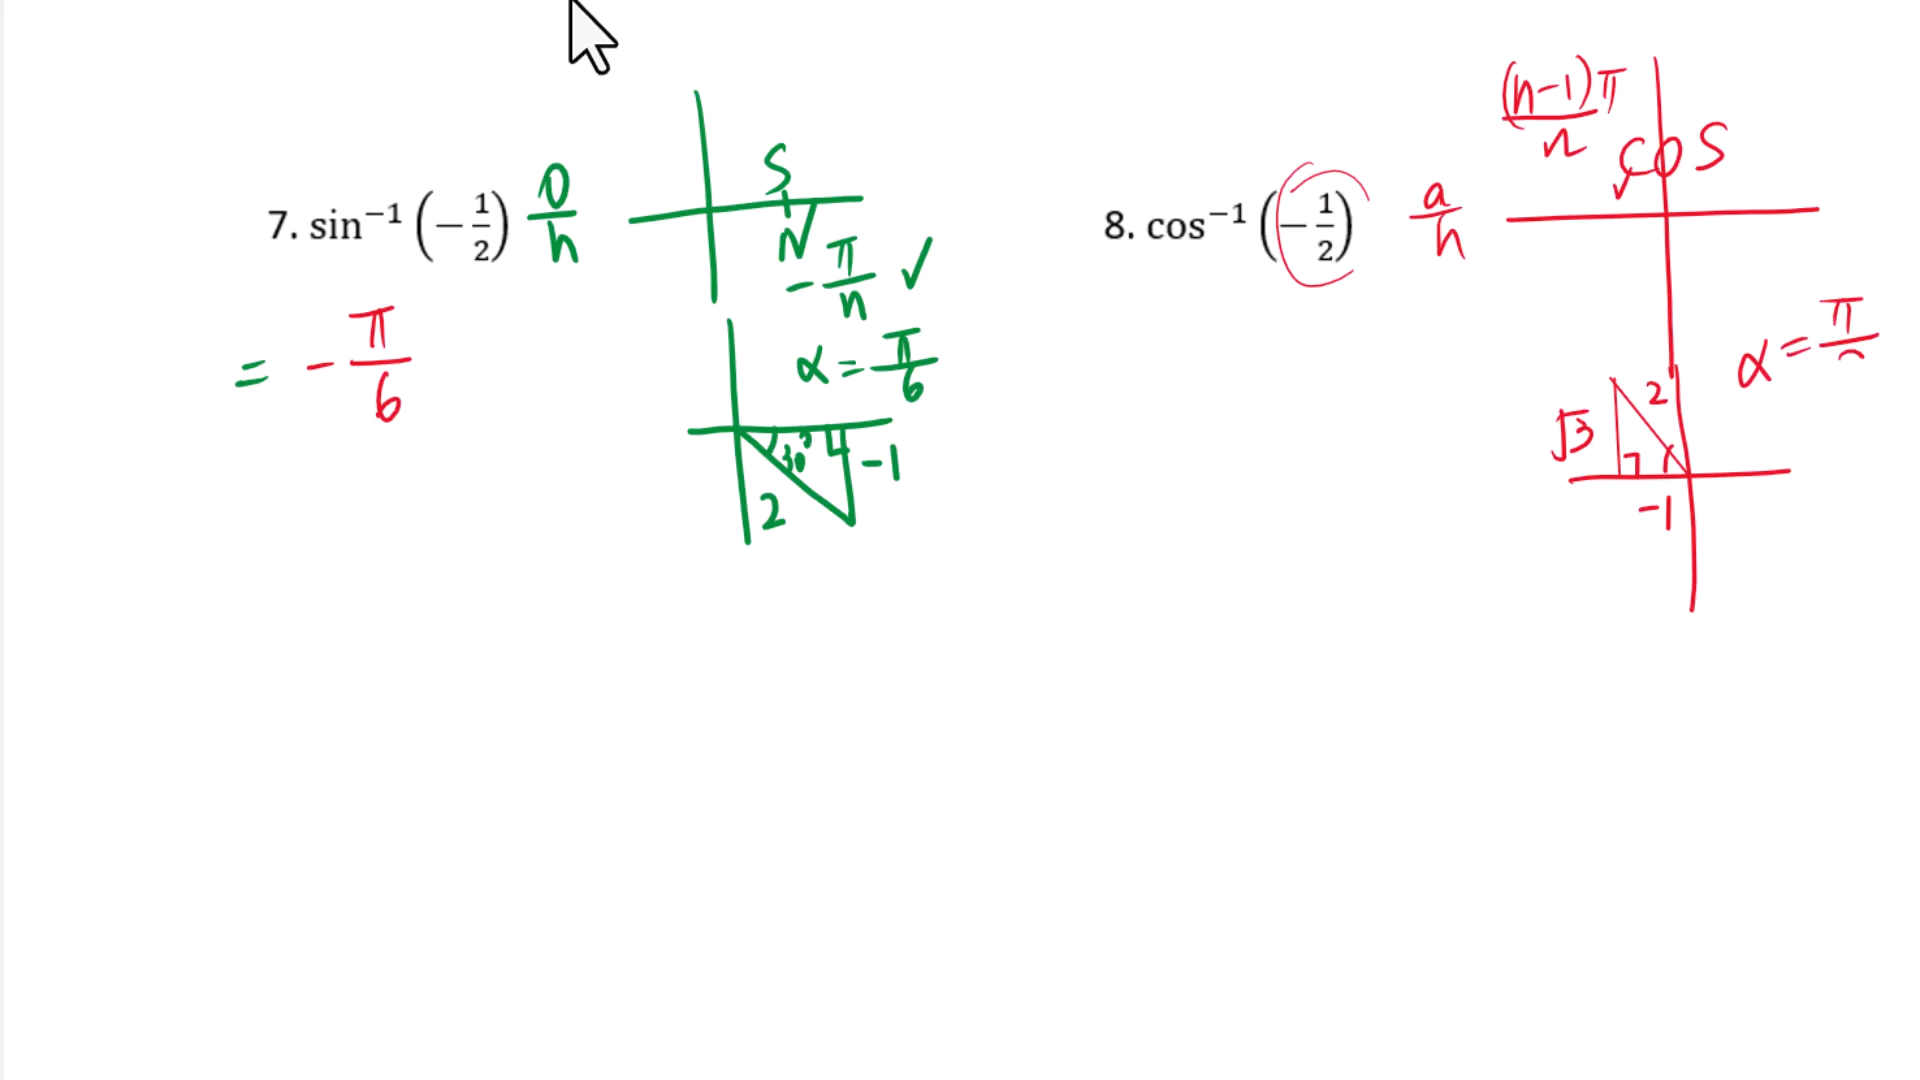 7. sin⁻¹ (−1/2) O/h
S
N
−π/n ✓
= −π/6
α = π/6
30°
−1
2
8. cos⁻¹ (−1/2) a/h
(n−1)π/n
cos
✓
α = π
√3
2
−1